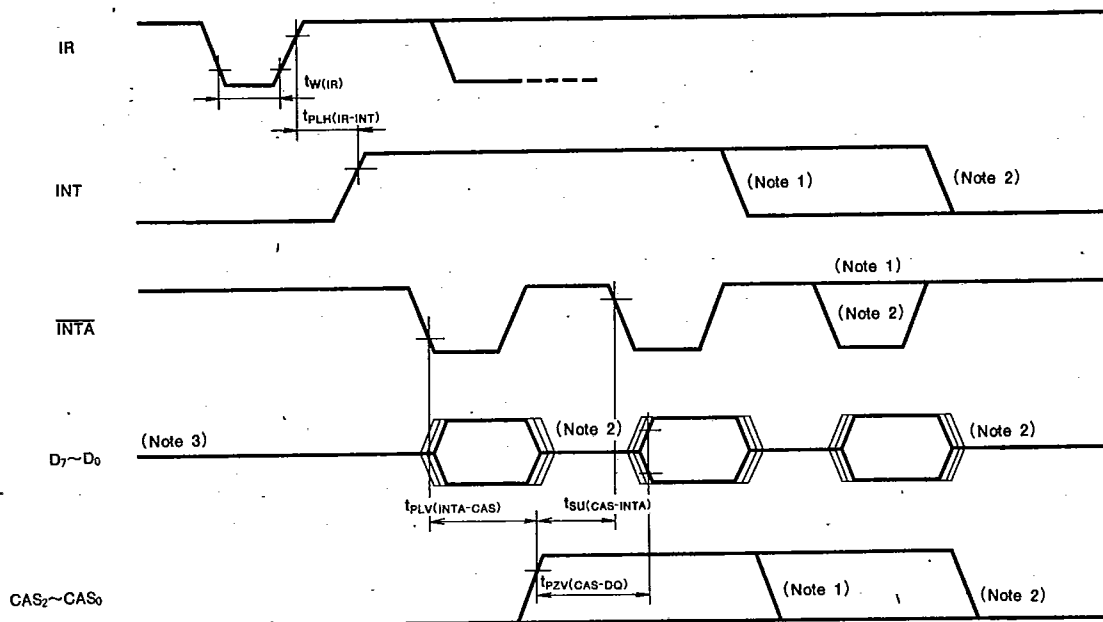 IR
tW(IR)
tPLH(IR-INT)
INT
(Note 1)
(Note 2)
(Note 1)
INTA
(Note 2)
(Note 3)
(Note 2)
(Note 2)
D7~D0
tPLV(INTA-CAS)
tSU(CAS-INTA)
tPZV(CAS-DQ)
CAS2~CAS0
(Note 1)
(Note 2)